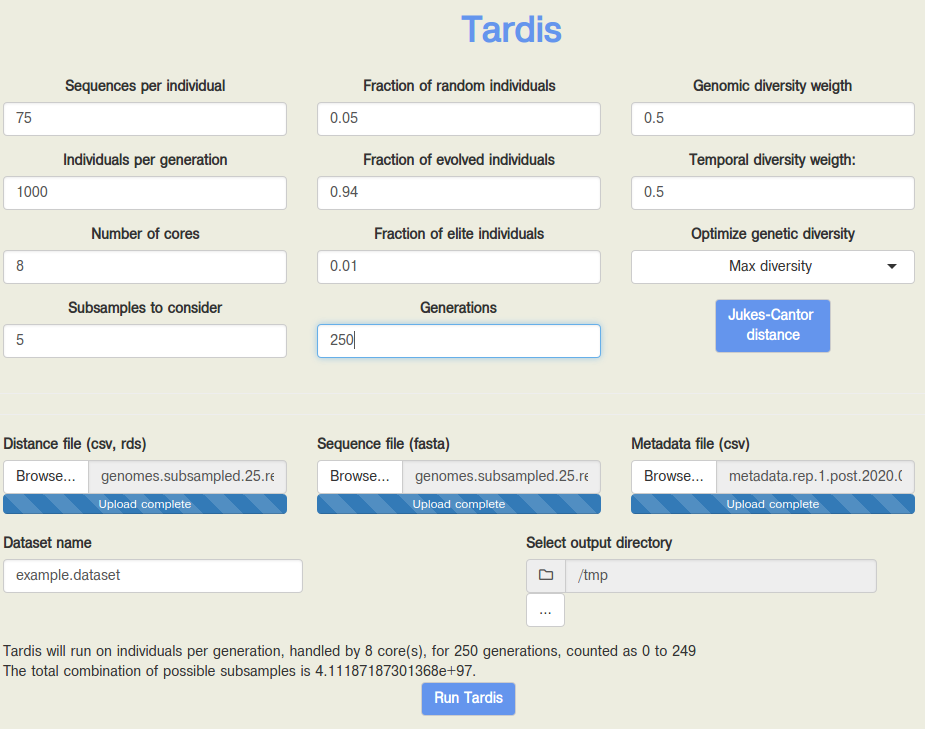 Tardis
Sequences per individual
75
Fraction of random individuals
0.05
Genomic diversity weigth
0.5
Individuals per generation
1000
Fraction of evolved individuals
0.94
Temporal diversity weigth:
0.5
Number of cores
8
Fraction of elite individuals
0.01
Optimize genetic diversity
Max diversity
Subsamples to consider
5
Generations
250
Jukes-Cantor
distance
Distance file (csv, rds)
Browse... genomes.subsampled.25.re
Upload complete
Sequence file (fasta)
Browse... genomes.subsampled.25.re
Upload complete
Metadata file (csv)
Browse... metadata.rep.1.post.2020.(
Upload complete
Dataset name
example.dataset
Select output directory
/tmp
...
Tardis will run on individuals per generation, handled by 8 core(s), for 250 generations, counted as 0 to 249
The total combination of possible subsamples is 4.11187187301368e+97.
Run Tardis